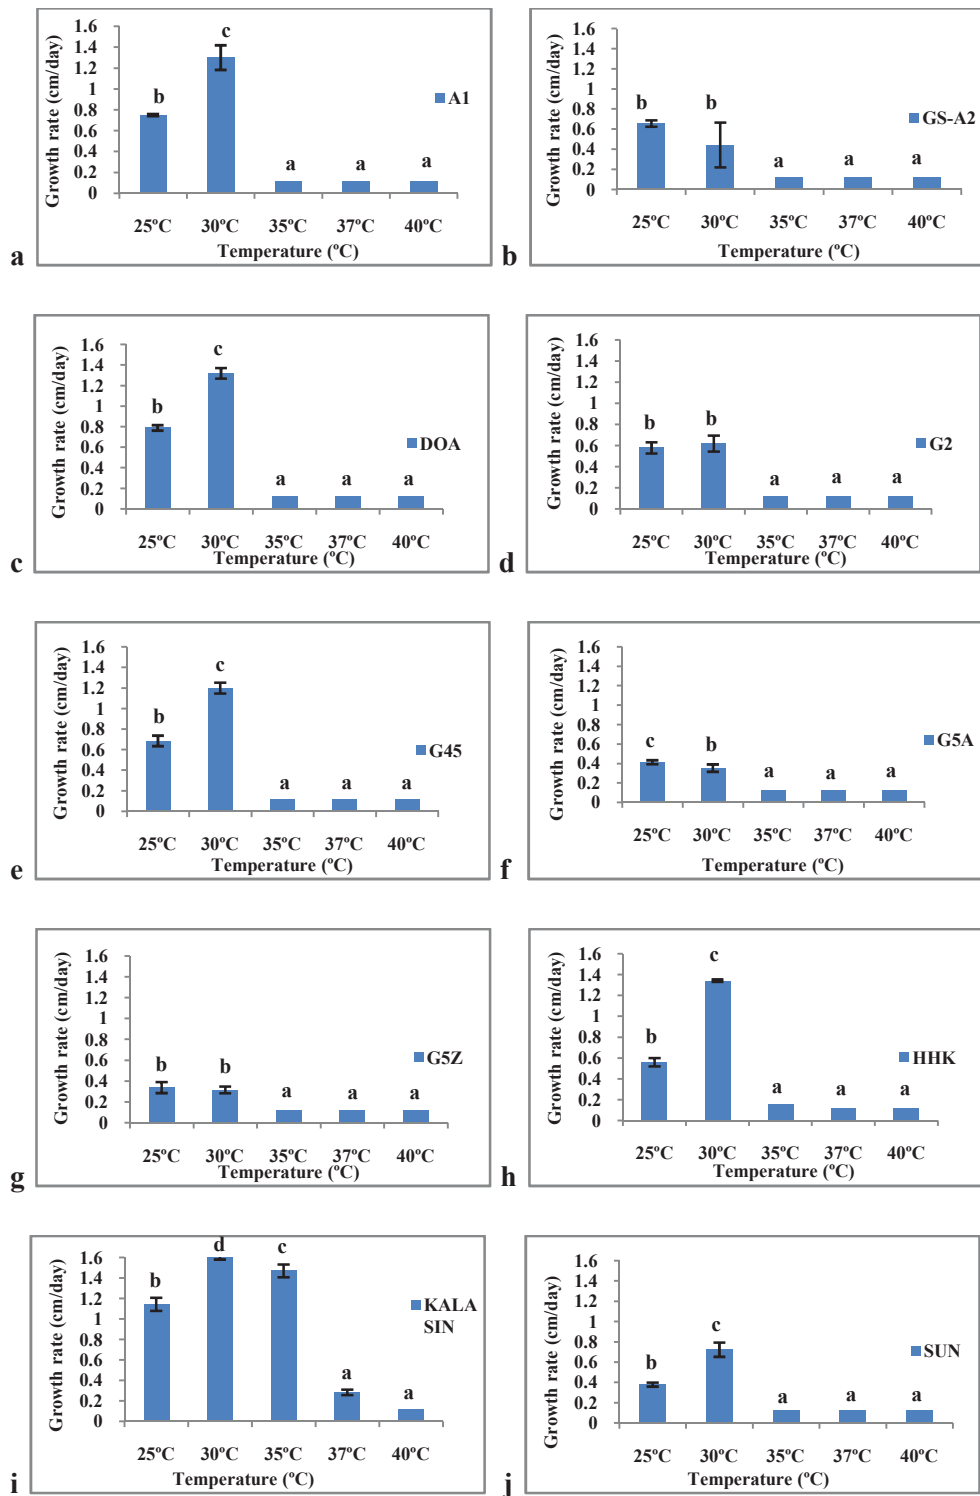 Growth rate (cm/day)
1.6
1.4
1.2
1
0.8
0.6
0.4
0.2
0
b
c
a
a
a
A1
25ºC 30ºC 35ºC 37ºC 40ºC
Temperature (ºC)
a
Growth rate (cm/day)
1.6
1.4
1.2
1
0.8
0.6
0.4
0.2
0
b
b
a
a
a
GS-A2
25ºC 30ºC 35ºC 37ºC 40ºC
Temperature (ºC)
b
Growth rate (cm/day)
1.6
1.4
1.2
1
0.8
0.6
0.4
0.2
0
b
c
a
a
a
DOA
25ºC 30ºC 35ºC 37ºC 40ºC
Temperature (ºC)
c
Growth rate (cm/day)
1.6
1.4
1.2
1
0.8
0.6
0.4
0.2
0
b
b
a
a
a
G2
25ºC 30ºC 35ºC 37ºC 40ºC
Temperature (ºC)
d
Growth rate (cm/day)
1.6
1.4
1.2
1
0.8
0.6
0.4
0.2
0
b
c
a
a
a
G45
25ºC 30ºC 35ºC 37ºC 40ºC
Temperature (ºC)
e
Growth rate (cm/day)
1.6
1.4
1.2
1
0.8
0.6
0.4
0.2
0
c
b
a
a
a
G5A
25ºC 30ºC 35ºC 37ºC 40ºC
Temperature (ºC)
f
Growth rate (cm/day)
1.6
1.4
1.2
1
0.8
0.6
0.4
0.2
0
b
b
a
a
a
G5Z
25ºC 30ºC 35ºC 37ºC 40ºC
Temperature (ºC)
g
Growth rate (cm/day)
1.6
1.4
1.2
1
0.8
0.6
0.4
0.2
0
b
c
a
a
a
HHK
25ºC 30ºC 35ºC 37ºC 40ºC
Temperature (ºC)
h
Growth rate (cm/day)
1.6
1.4
1.2
1
0.8
0.6
0.4
0.2
0
b
d
c
a
a
KALA
SIN
25ºC 30ºC 35ºC 37ºC 40ºC
Temperature (ºC)
i
Growth rate (cm/day)
1.6
1.4
1.2
1
0.8
0.6
0.4
0.2
0
b
c
a
a
a
SUN
25ºC 30ºC 35ºC 37ºC 40ºC
Temperature (ºC)
j